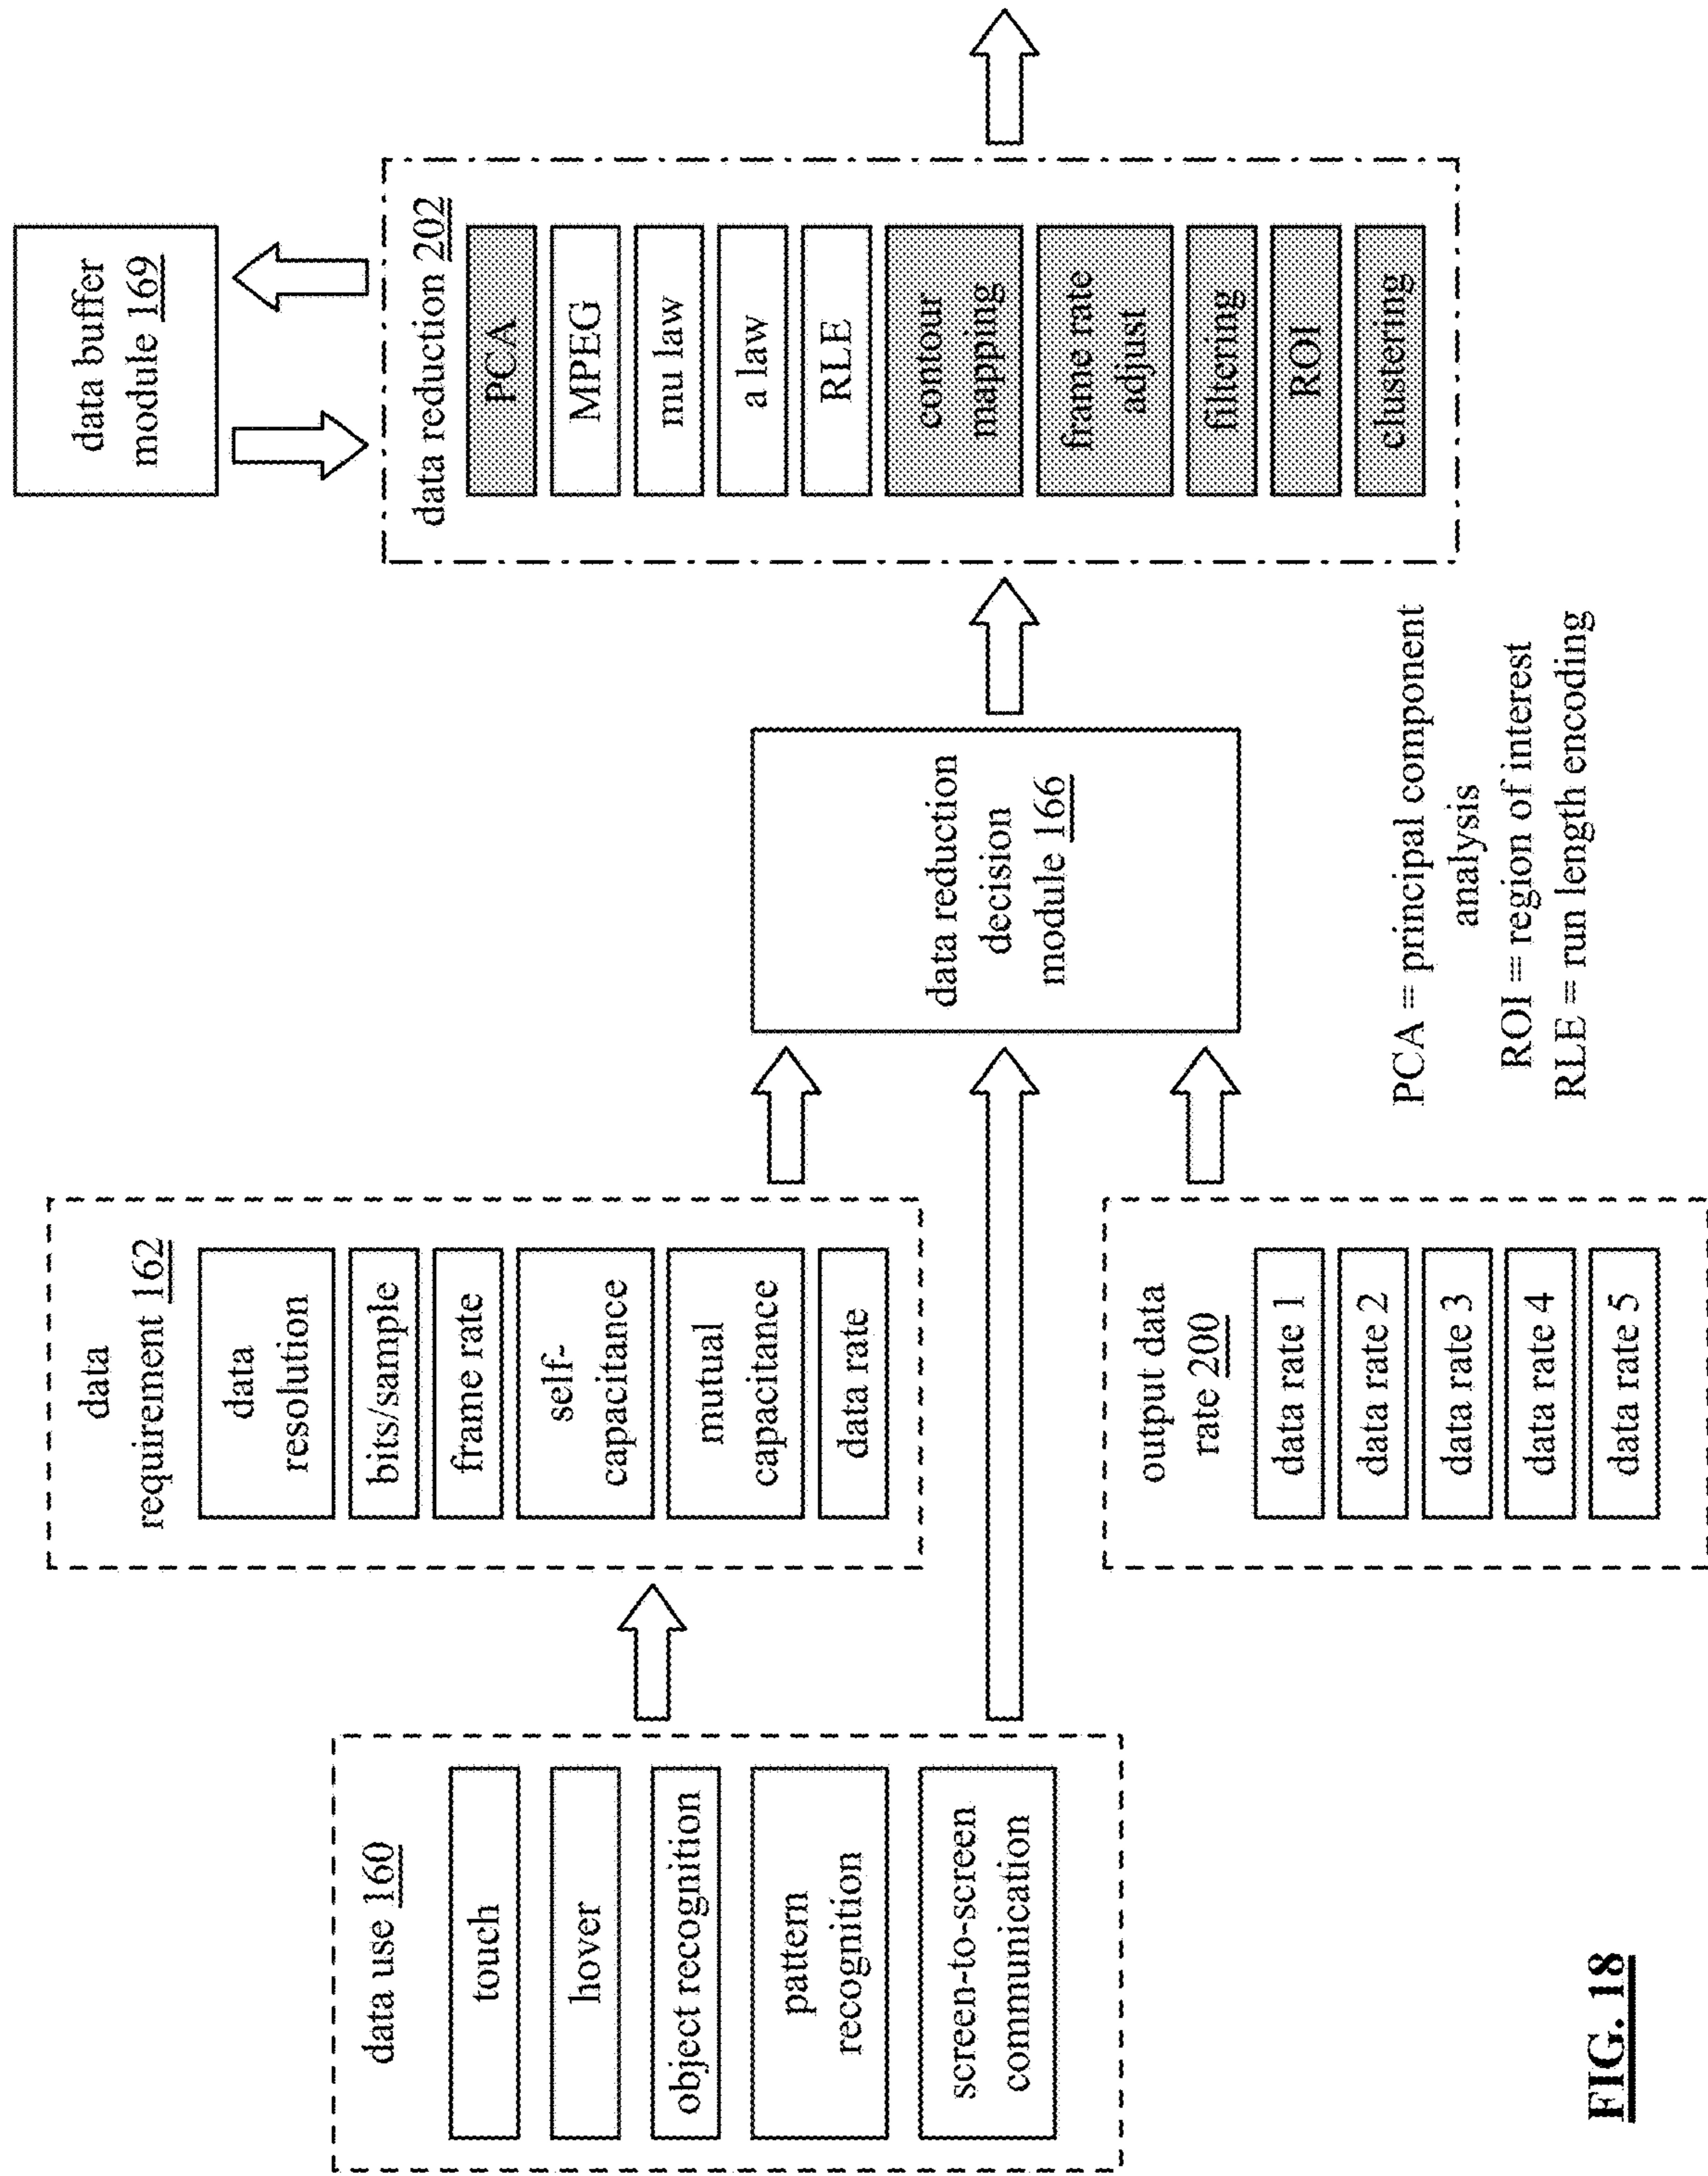 data use 160
touch
hover
object recognition
pattern
recognition
screen-to-screen
communication
data
requirement 162
data
resolution
bits/sample
frame rate
self-
capacitance
mutual
capacitance
data rate
output data
rate 200
data rate 1
data rate 2
data rate 3
data rate 4
data rate 5
data reduction
decision
module 166
data buffer
module 169
data reduction 202
PCA
MPEG
mu law
a law
RLE
contour
mapping
frame rate
adjust
filtering
ROI
clustering
PCA = principal component
analysis
ROI = region of interest
RLE = run length encoding
FIG. 18